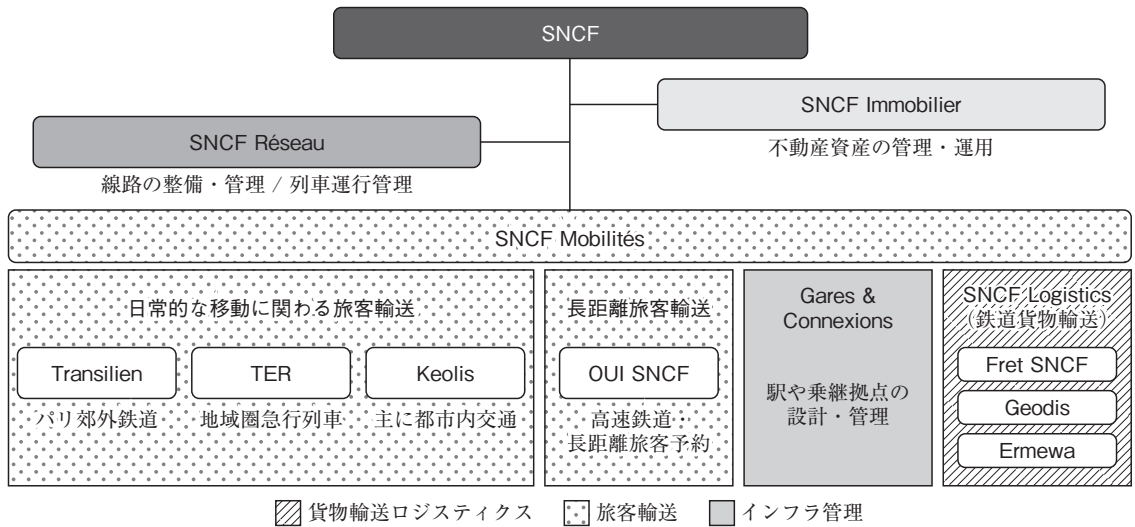 SNCF
SNCF Immobilier
不動産資産の管理・運用
SNCF Réseau
線路の整備・管理 / 列車運行管理
SNCF Mobilités
日常的な移動に関わる旅客輸送
Transilien
パリ郊外鉄道
TER
地域圏急行列車
Keolis
主に都市内交通
長距離旅客輸送
OUI SNCF
高速鉄道・
長距離旅客予約
Gares &
Connexions
駅や乗継拠点の
設計・管理
SNCF Logistics
(鉄道貨物輸送)
Fret SNCF
Geodis
Ermewa
貨物輸送ロジスティクス
旅客輸送
インフラ管理